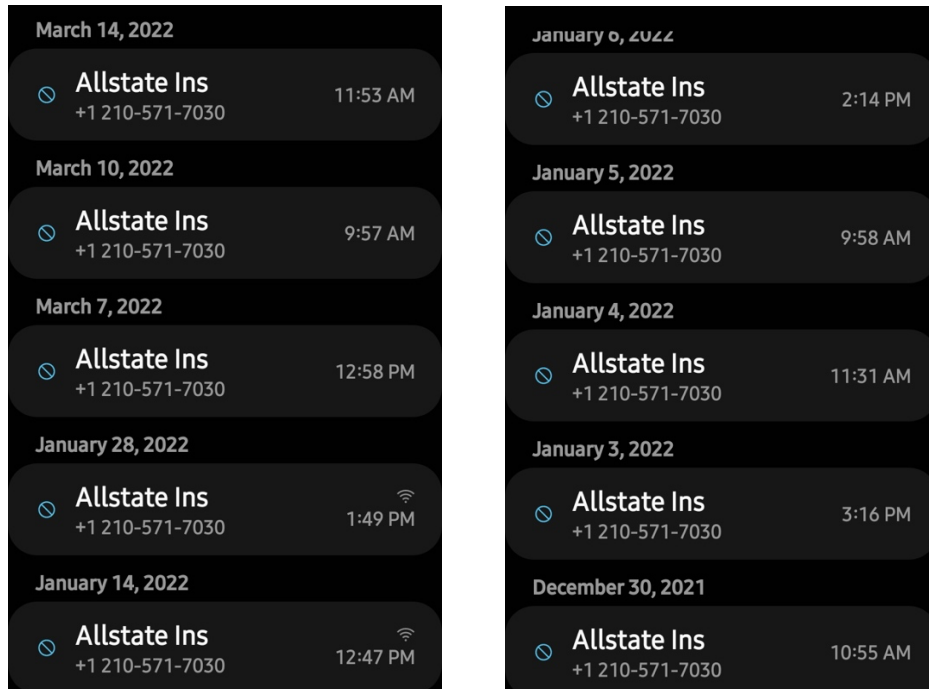 March 14, 2022
Allstate Ins
+1 210-571-7030
11:53 AM
March 10, 2022
Allstate Ins
+1 210-571-7030
9:57 AM
March 7, 2022
Allstate Ins
+1 210-571-7030
12:58 PM
January 28, 2022
Allstate Ins
+1 210-571-7030
1:49 PM
January 14, 2022
Allstate Ins
+1 210-571-7030
12:47 PM
January 6, 2022
Allstate Ins
+1 210-571-7030
2:14 PM
January 5, 2022
Allstate Ins
+1 210-571-7030
9:58 AM
January 4, 2022
Allstate Ins
+1 210-571-7030
11:31 AM
January 3, 2022
Allstate Ins
+1 210-571-7030
3:16 PM
December 30, 2021
Allstate Ins
+1 210-571-7030
10:55 AM